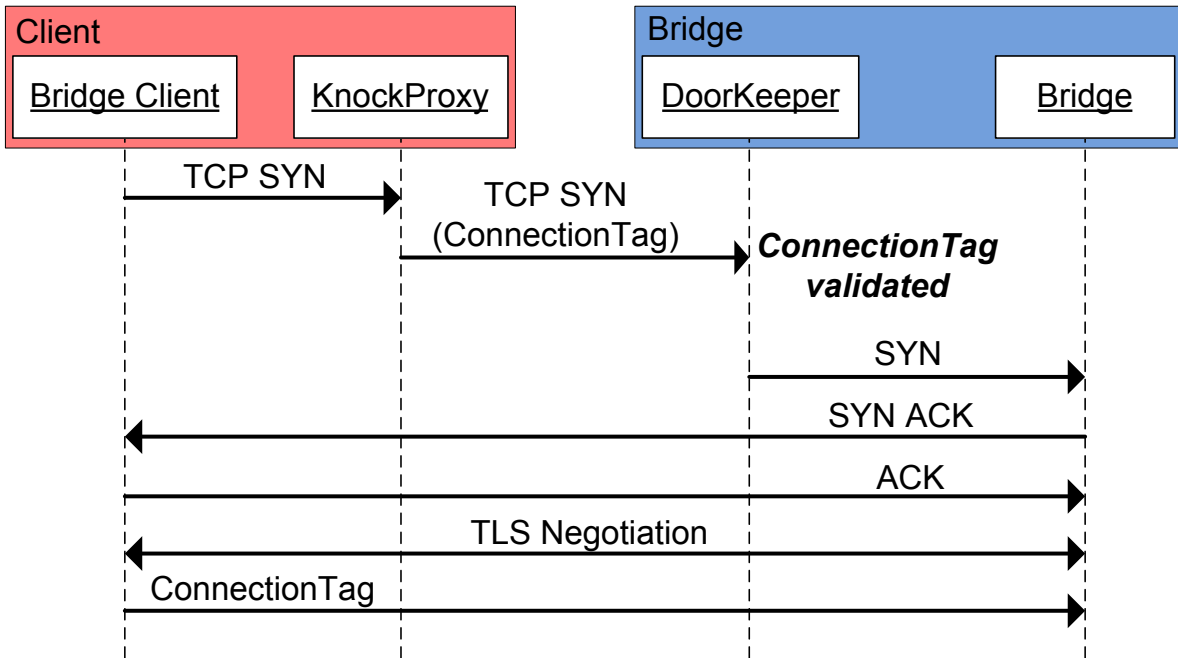 Client
Bridge
Bridge Client
KnockProxy
DoorKeeper
Bridge
TCP SYN
TCP SYN
(ConnectionTag)
ConnectionTag
validated
SYN
SYN ACK
ACK
TLS Negotiation
ConnectionTag